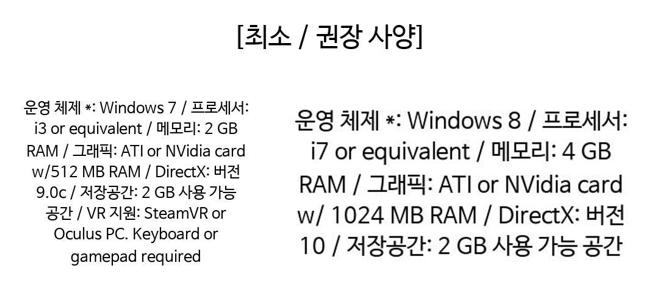 [최소 / 권장 사양]
운영 체제 *: Windows 7 / 프로세서:
i3 or equivalent / 메모리: 2 GB
RAM / 그래픽: ATI or NVidia card
w/512 MB RAM / DirectX: 버전
9.0c / 저장공간: 2 GB 사용 가능
공간 / VR 지원: SteamVR or
Oculus PC. Keyboard or
gamepad required
운영 체제 *: Windows 8 / 프로세서:
i7 or equivalent / 메모리: 4 GB
RAM / 그래픽: ATI or NVidia card
w/ 1024 MB RAM / DirectX: 버전
10 / 저장공간: 2 GB 사용 가능 공간